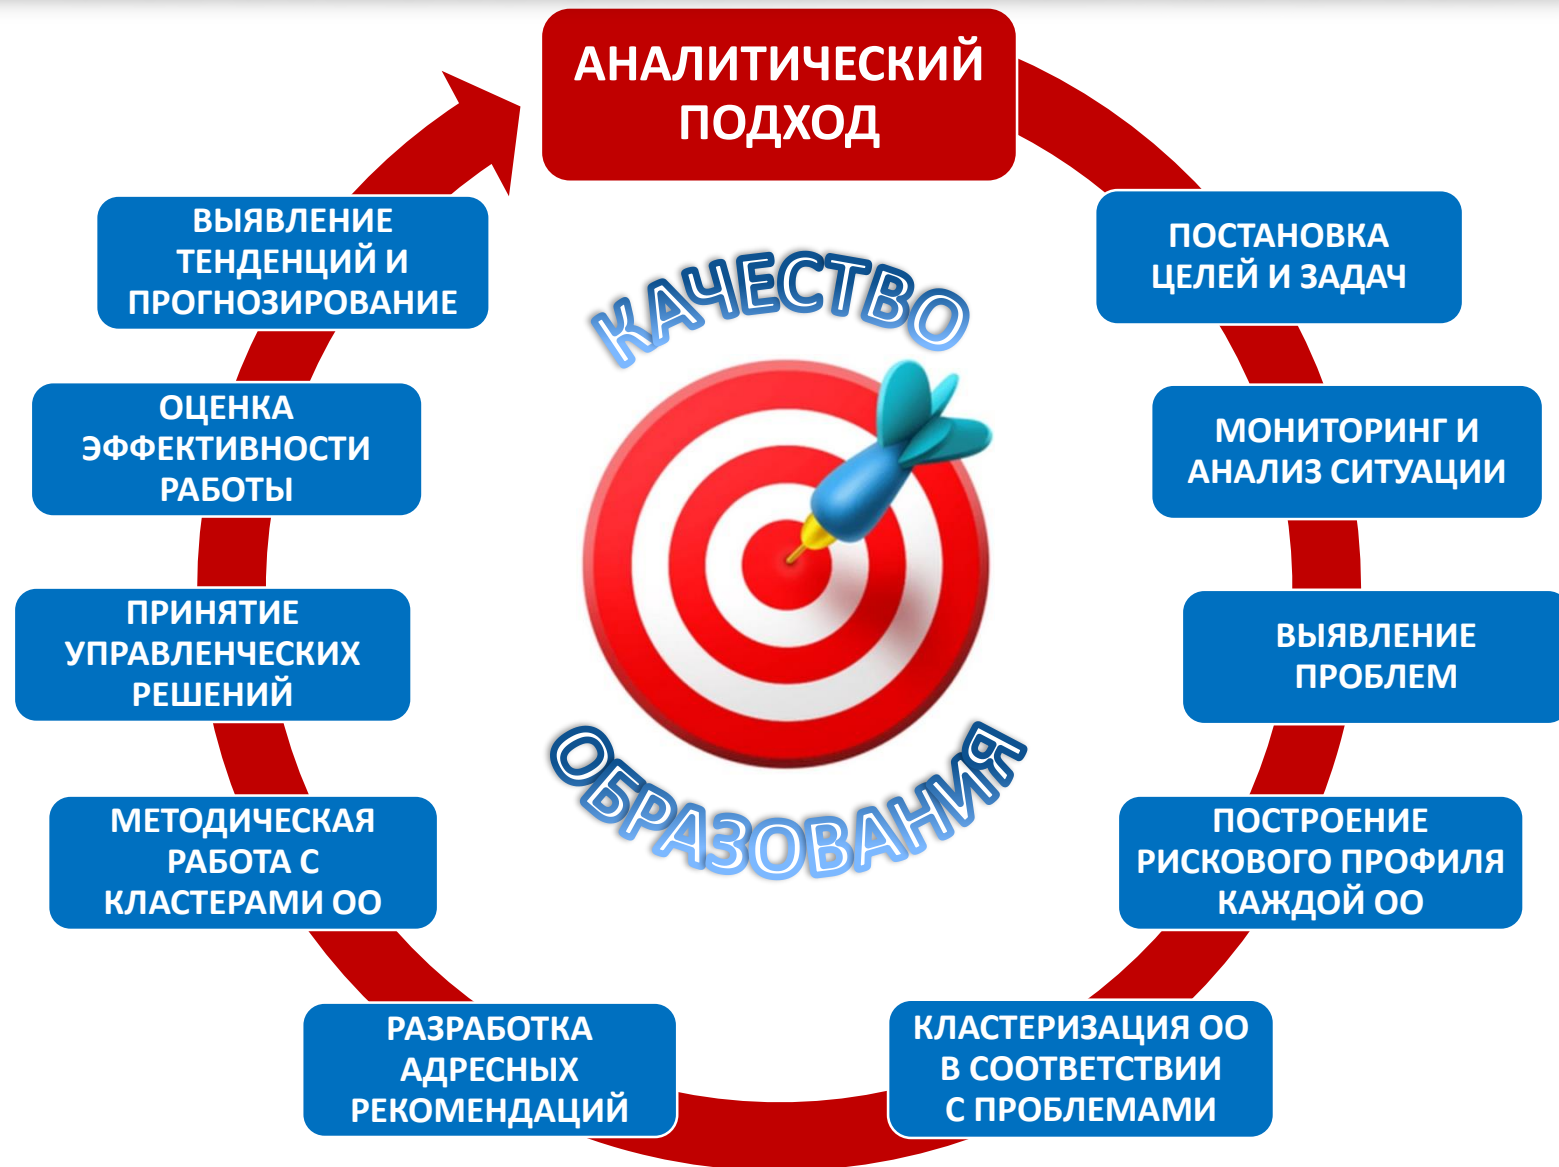 АНАЛИТИЧЕСКИЙ
ПОДХОД
ПОСТАНОВКА
ЦЕЛЕЙ И ЗАДАЧ
МОНИТОРИНГ И
АНАЛИЗ СИТУАЦИИ
ВЫЯВЛЕНИЕ
ПРОБЛЕМ
ПОСТРОЕНИЕ
РИСКОВОГО ПРОФИЛЯ
КАЖДОЙ ОО
КЛАСТЕРИЗАЦИЯ ОО
В СООТВЕТСТВИИ
С ПРОБЛЕМАМИ
РАЗРАБОТКА
АДРЕСНЫХ
РЕКОМЕНДАЦИЙ
МЕТОДИЧЕСКАЯ
РАБОТА С
КЛАСТЕРАМИ ОО
ПРИНЯТИЕ
УПРАВЛЕНЧЕСКИХ
РЕШЕНИЙ
ОЦЕНКА
ЭФФЕКТИВНОСТИ
РАБОТЫ
ВЫЯВЛЕНИЕ
ТЕНДЕНЦИЙ И
ПРОГНОЗИРОВАНИЕ
КАЧЕСТВО
ОБРАЗОВАНИЯ